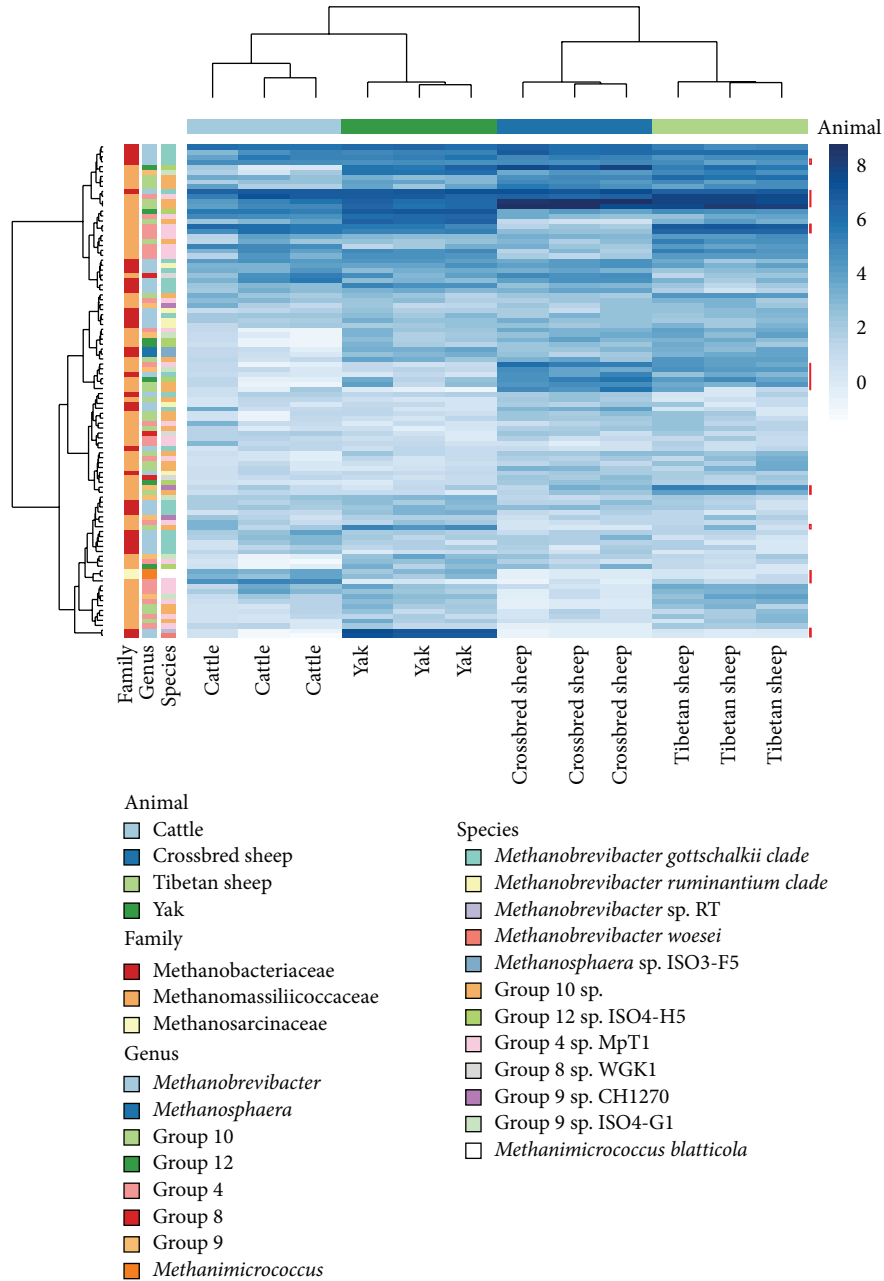 Animal
8
6
4
2
0
Family
Genus
Species
Cattle
Cattle
Cattle
Yak
Yak
Yak
Crossbred sheep
Crossbred sheep
Crossbred sheep
Tibetan sheep
Tibetan sheep
Tibetan sheep
Animal
Cattle
Crossbred sheep
Tibetan sheep
Yak
Family
Methanobacteriaceae
Methanomassiliicoccaceae
Methanosarcinaceae
Genus
Methanobrevibacter
Methanosphaera
Group 10
Group 12
Group 4
Group 8
Group 9
Methanimicrococcus
Species
Methanobrevibacter gottschalkii clade
Methanobrevibacter ruminantium clade
Methanobrevibacter sp. RT
Methanobrevibacter woesei
Methanosphaera sp. ISO3-F5
Group 10 sp.
Group 12 sp. ISO4-H5
Group 4 sp. MpT1
Group 8 sp. WGK1
Group 9 sp. CH1270
Group 9 sp. ISO4-G1
Methanimicrococcus blatticola